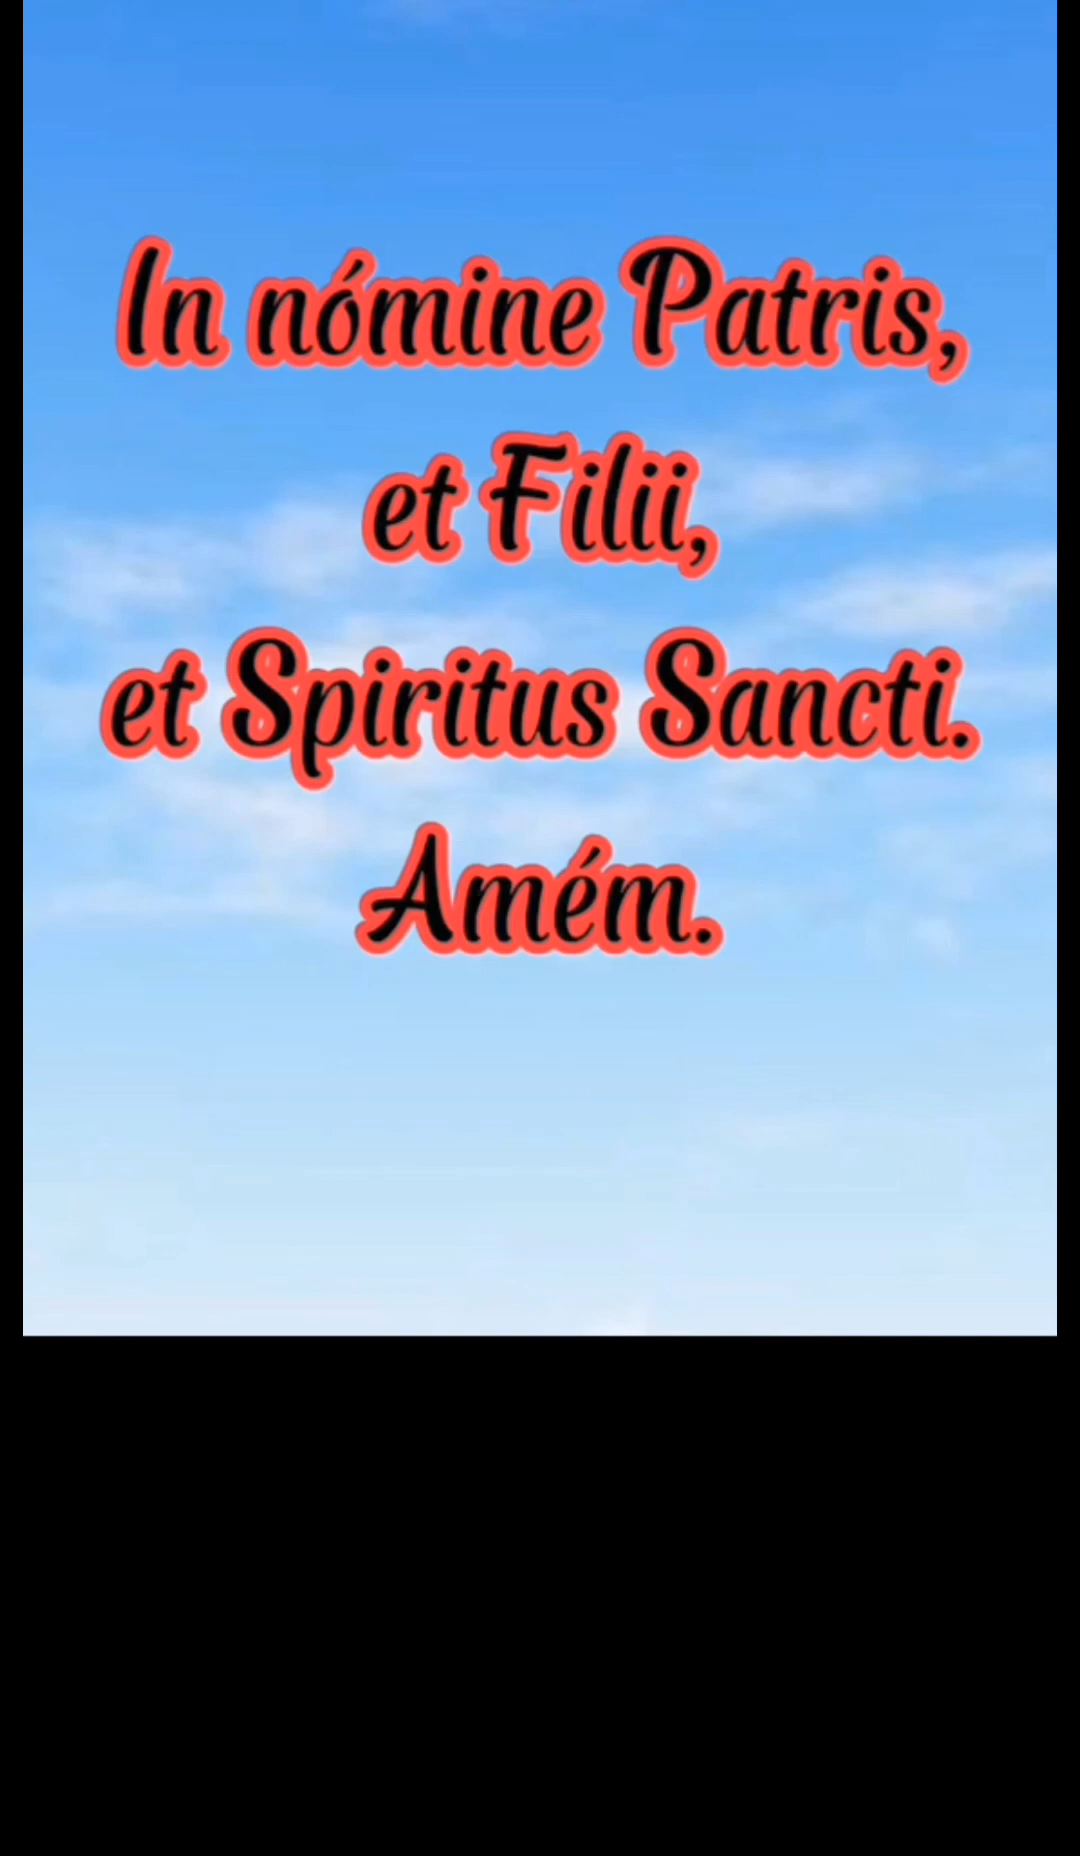 In nómine Patris,
et Filii,
et Spiritus Sancti.
Amém.